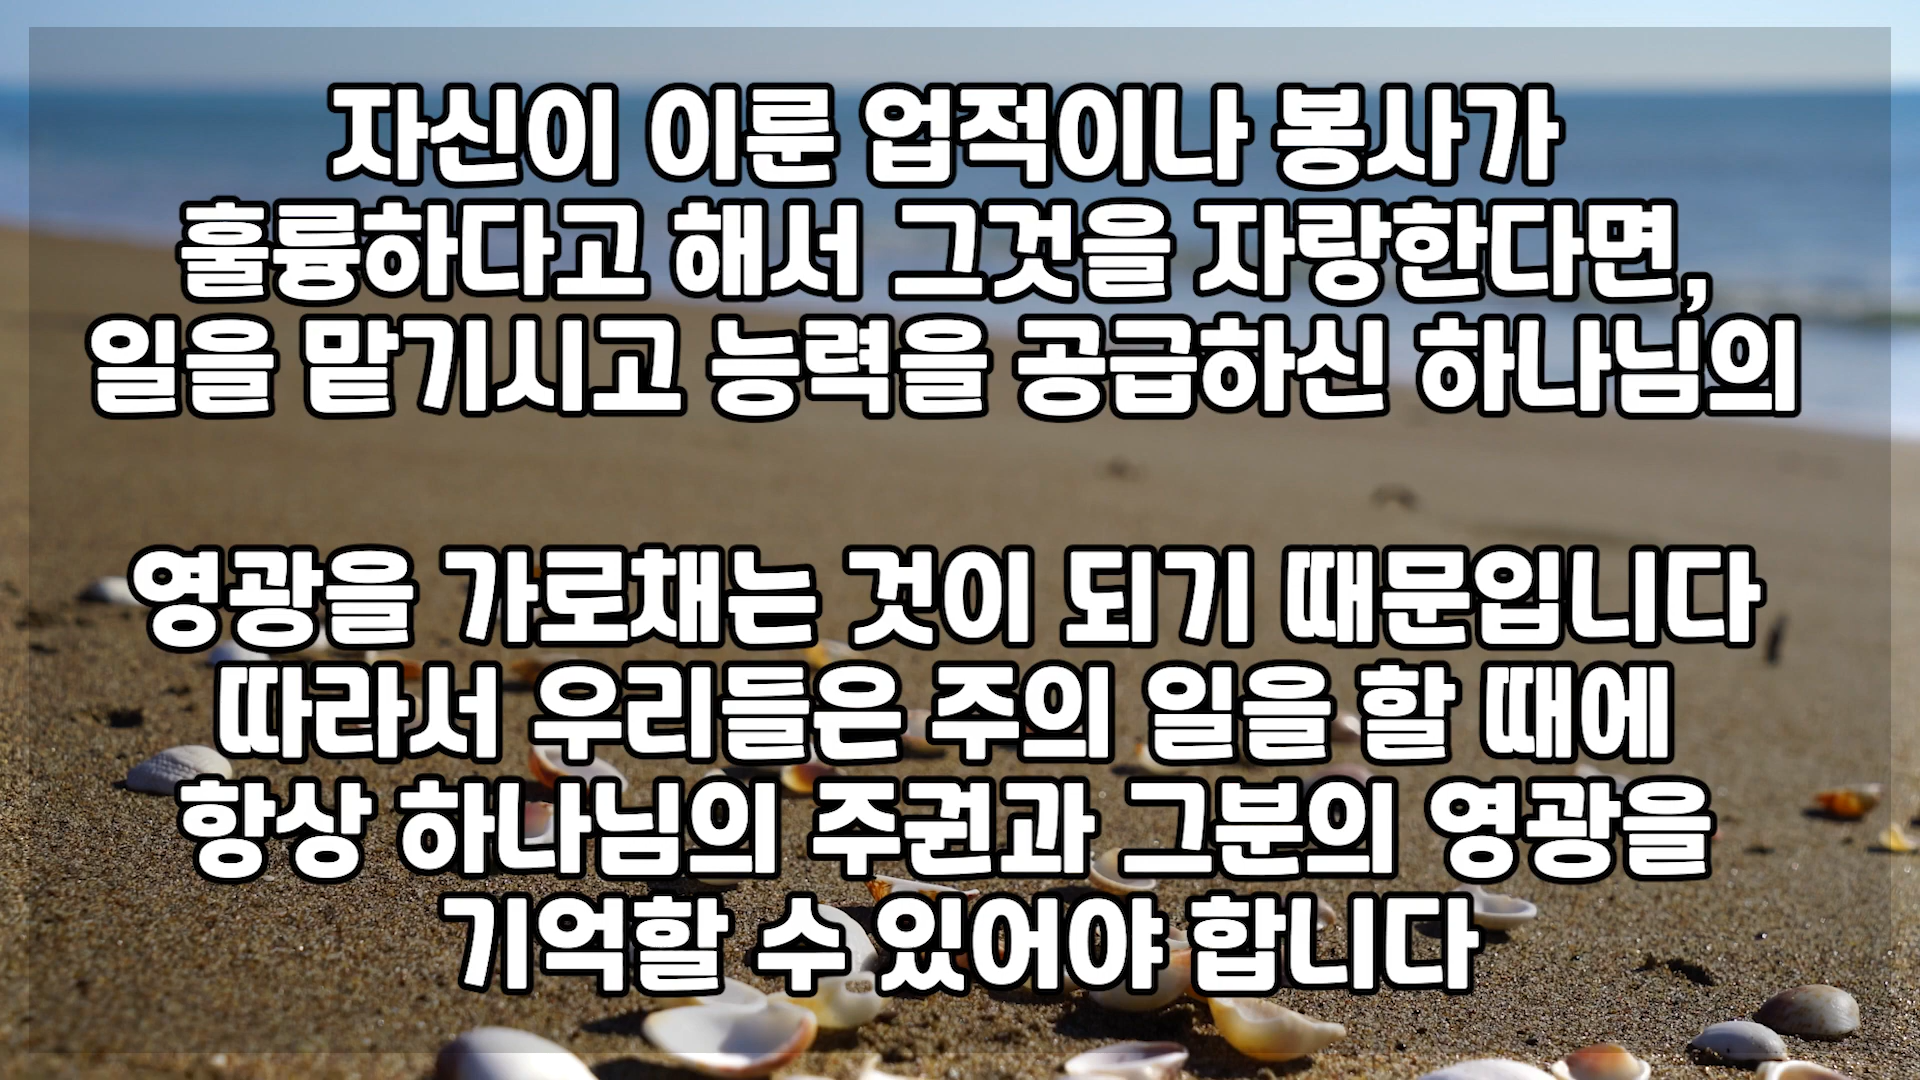 자신이 이룬 업적이나 봉사가
훌륭하다고 해서 그것을 자랑한다면,
일을 맡기시고 능력을 공급하신 하나님의
영광을 가로채는 것이 되기 때문입니다
따라서 우리들은 주의 일을 할 때에
항상 하나님의 주권과 그분의 영광을
기억할 수 있어야 합니다